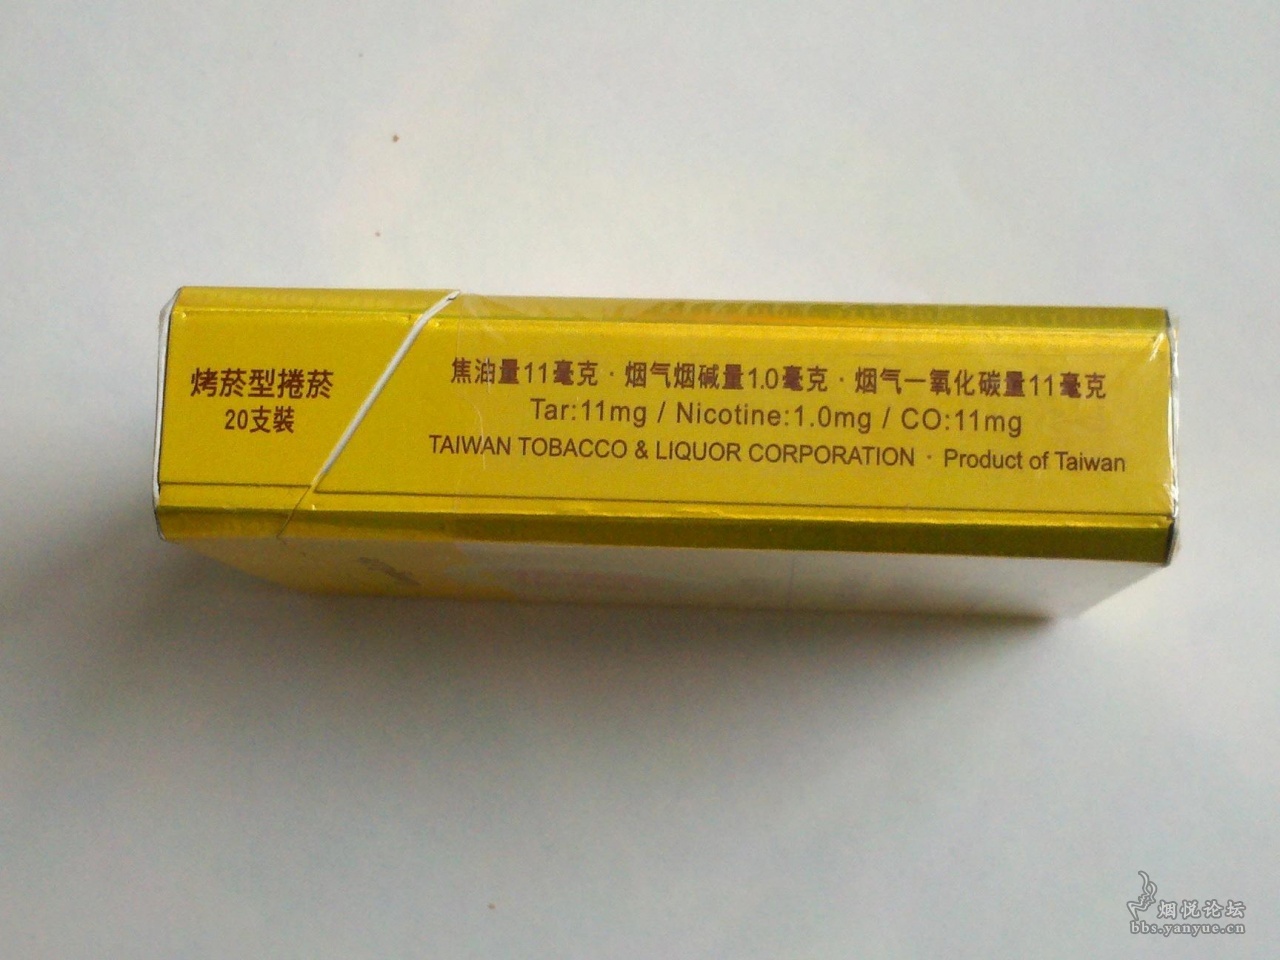 烤菸型捲菸
20支裝
焦油量11毫克·烟气烟碱量1.0毫克·烟气一氧化碳量11毫克
Tar:11mg / Nicotine:1.0mg / CO:11mg
TAIWAN TOBACCO & LIQUOR CORPORATION · Product of Taiwan
烟悦论坛
bbs.yanyue.cn